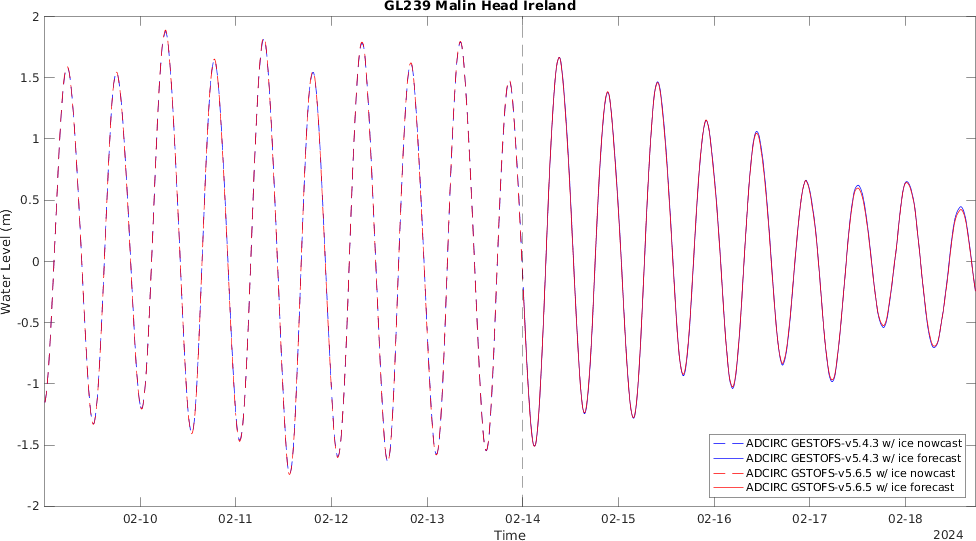 GL239 Malin Head Ireland
2
1.5
1
0.5
0
-0.5
-1
-1.5
-2
Water Level (m)
ADCIRC GESTOFS-v5.4.3 w/ ice nowcast
ADCIRC GESTOFS-v5.4.3 w/ ice forecast
ADCIRC GSTOFS-v5.6.5 w/ ice nowcast
ADCIRC GSTOFS-v5.6.5 w/ ice forecast
02-10 02-11 02-12 02-13 02-14 02-15 02-16 02-17 02-18
Time
2024